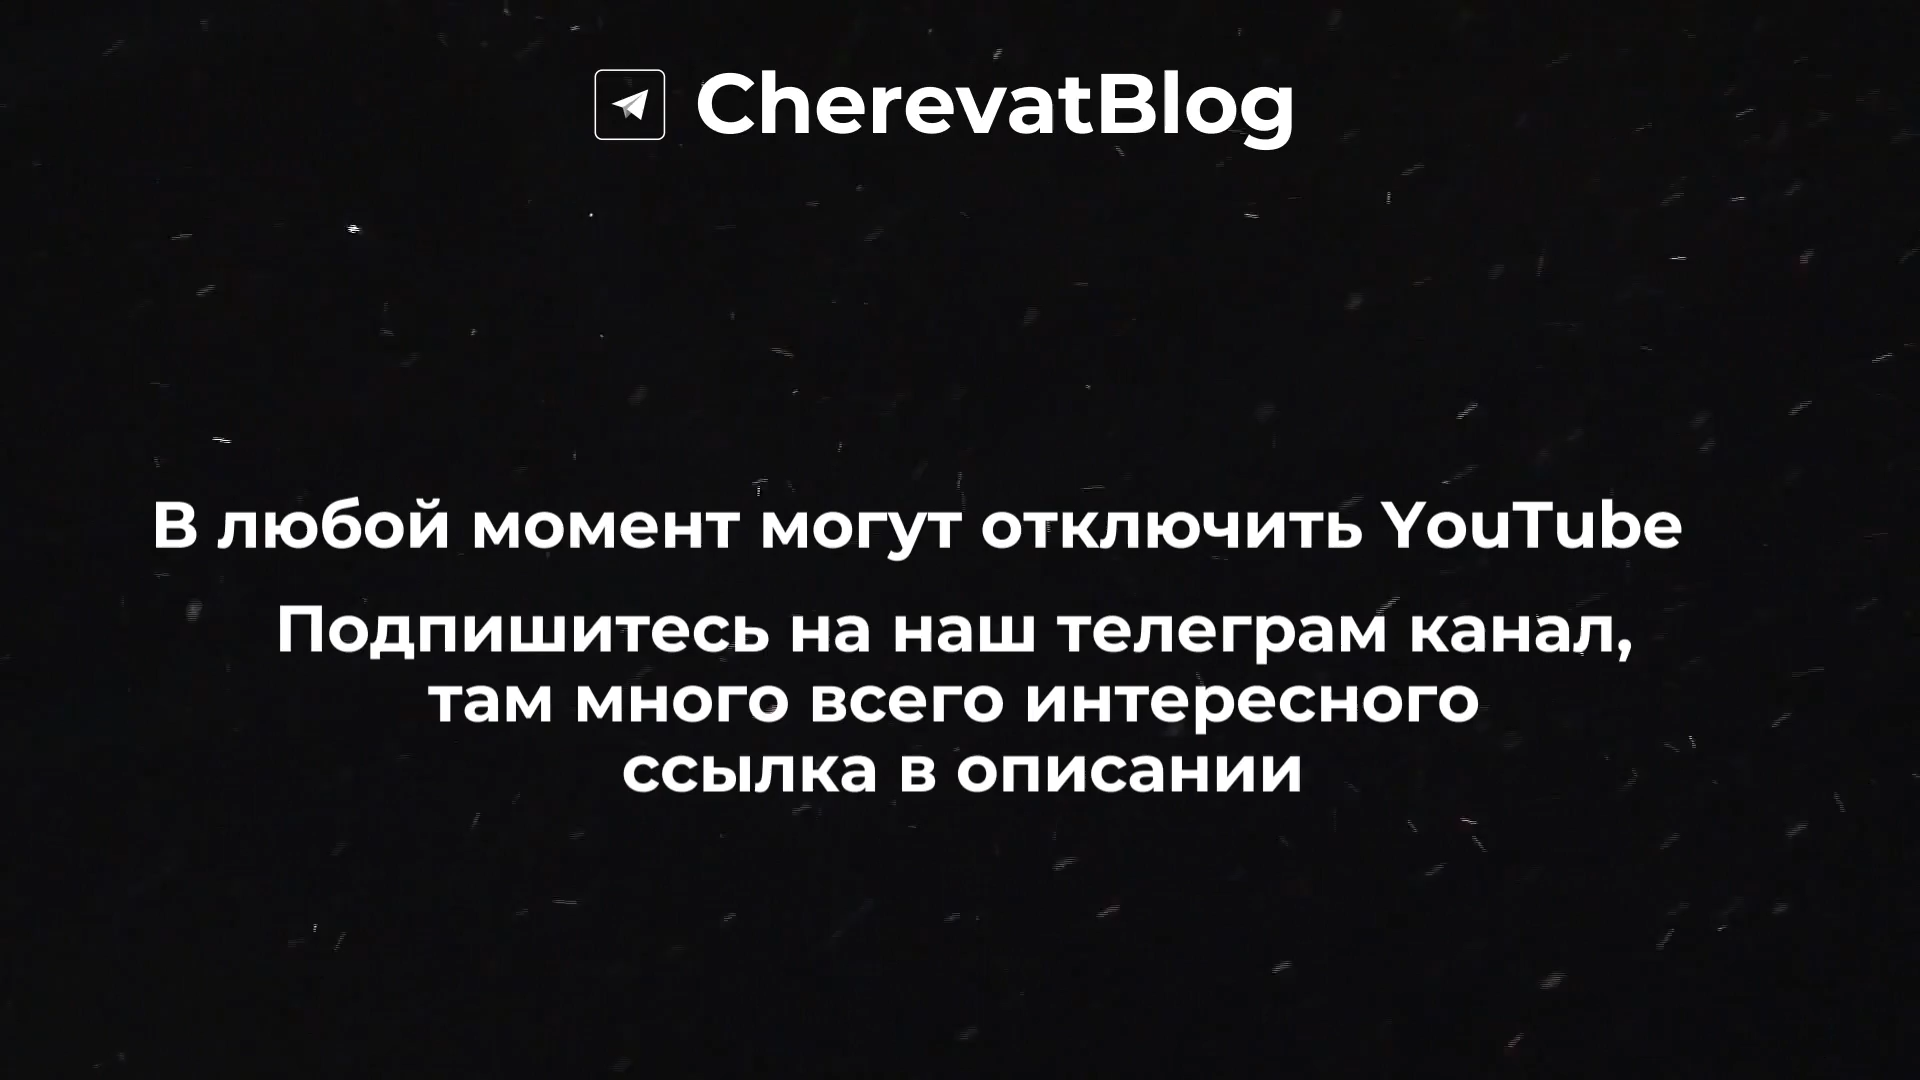 CherevatBlog
В любой момент могут отключить YouTube
Подпишитесь на наш телеграм канал,
там много всего интересного
ссылка в описании